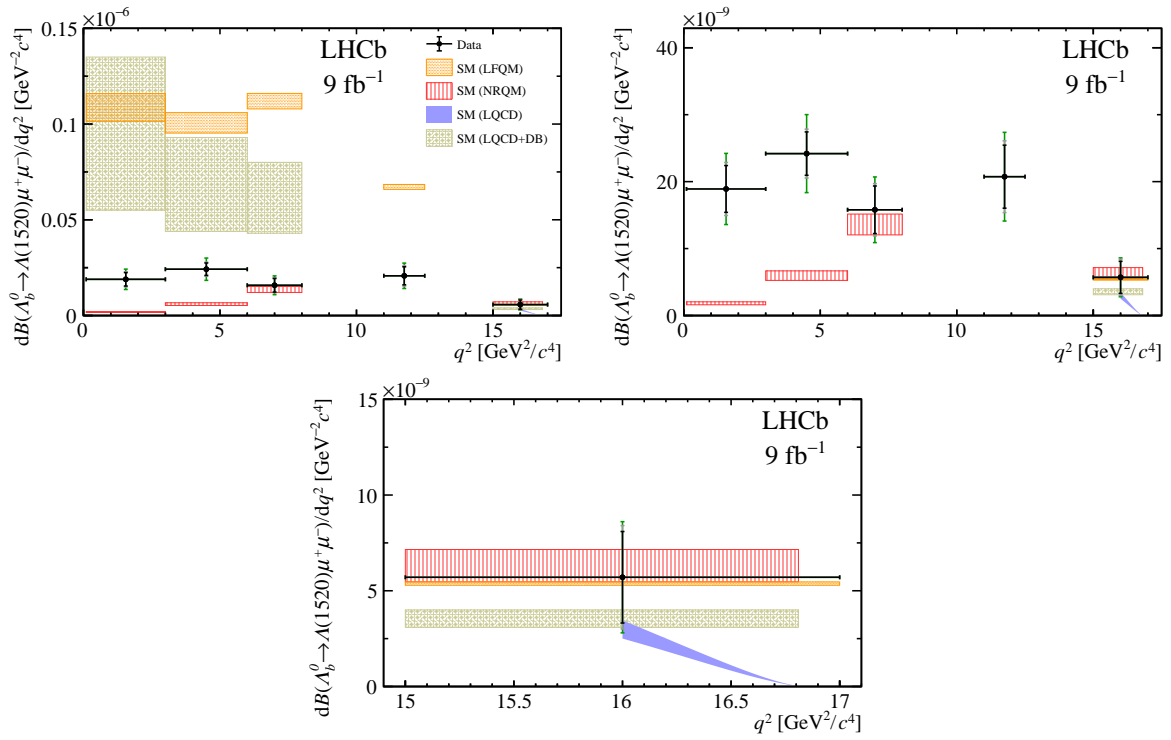 ×10⁻⁶
dB(Λ_b⁰→Λ(1520)μ⁺μ⁻)/dq² [GeV⁻²c⁴]
0.15
0.1
0.05
0
LHCb
9 fb⁻¹
Data
SM (LFQM)
SM (NRQM)
SM (LQCD)
SM (LQCD+DB)
0 5 10 15
q² [GeV²/c⁴]
×10⁻⁹
dB(Λ_b⁰→Λ(1520)μ⁺μ⁻)/dq² [GeV⁻²c⁴]
40
20
0
LHCb
9 fb⁻¹
0 5 10 15
q² [GeV²/c⁴]
×10⁻⁹
dB(Λ_b⁰→Λ(1520)μ⁺μ⁻)/dq² [GeV⁻²c⁴]
15
10
5
0
LHCb
9 fb⁻¹
15 15.5 16 16.5 17
q² [GeV²/c⁴]